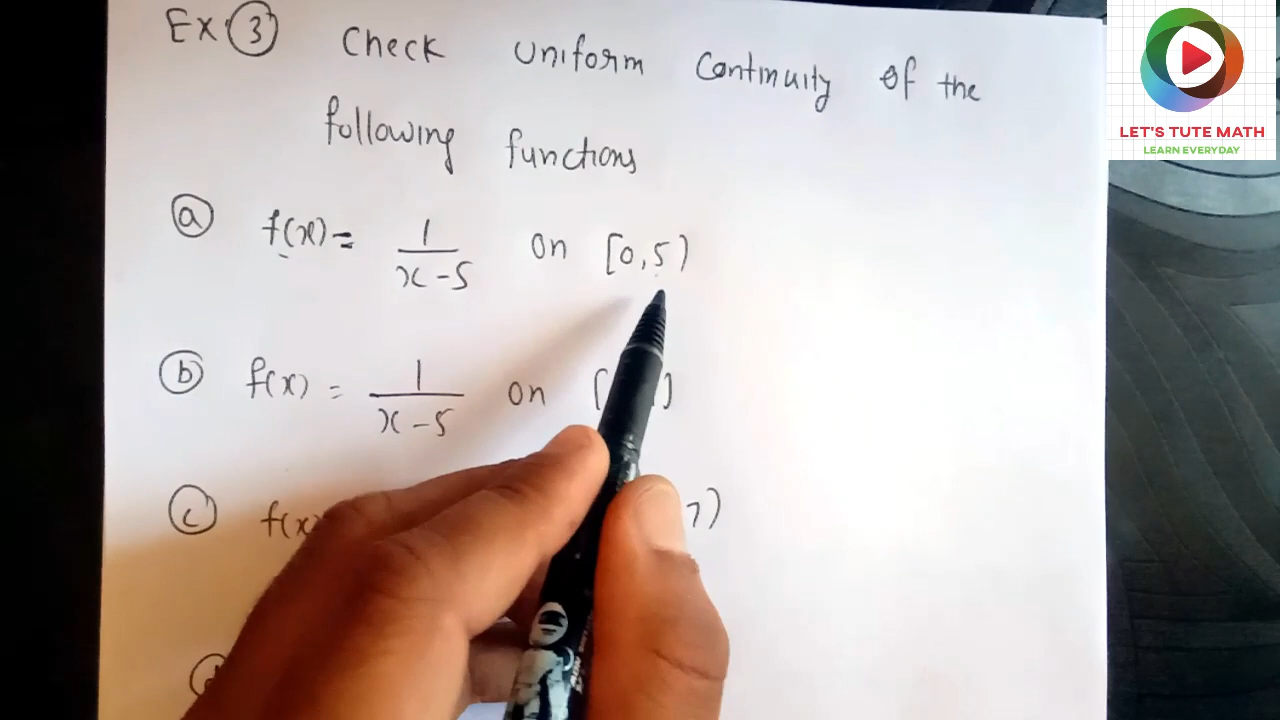 Ex. ③ Check uniform continuity of the
following functions
ⓐ f(x) = 1/(x-5) on [0,5)
ⓑ f(x) = 1/(x-5) on [
ⓒ f(x) 7)
LET'S TUTE MATH
LEARN EVERYDAY